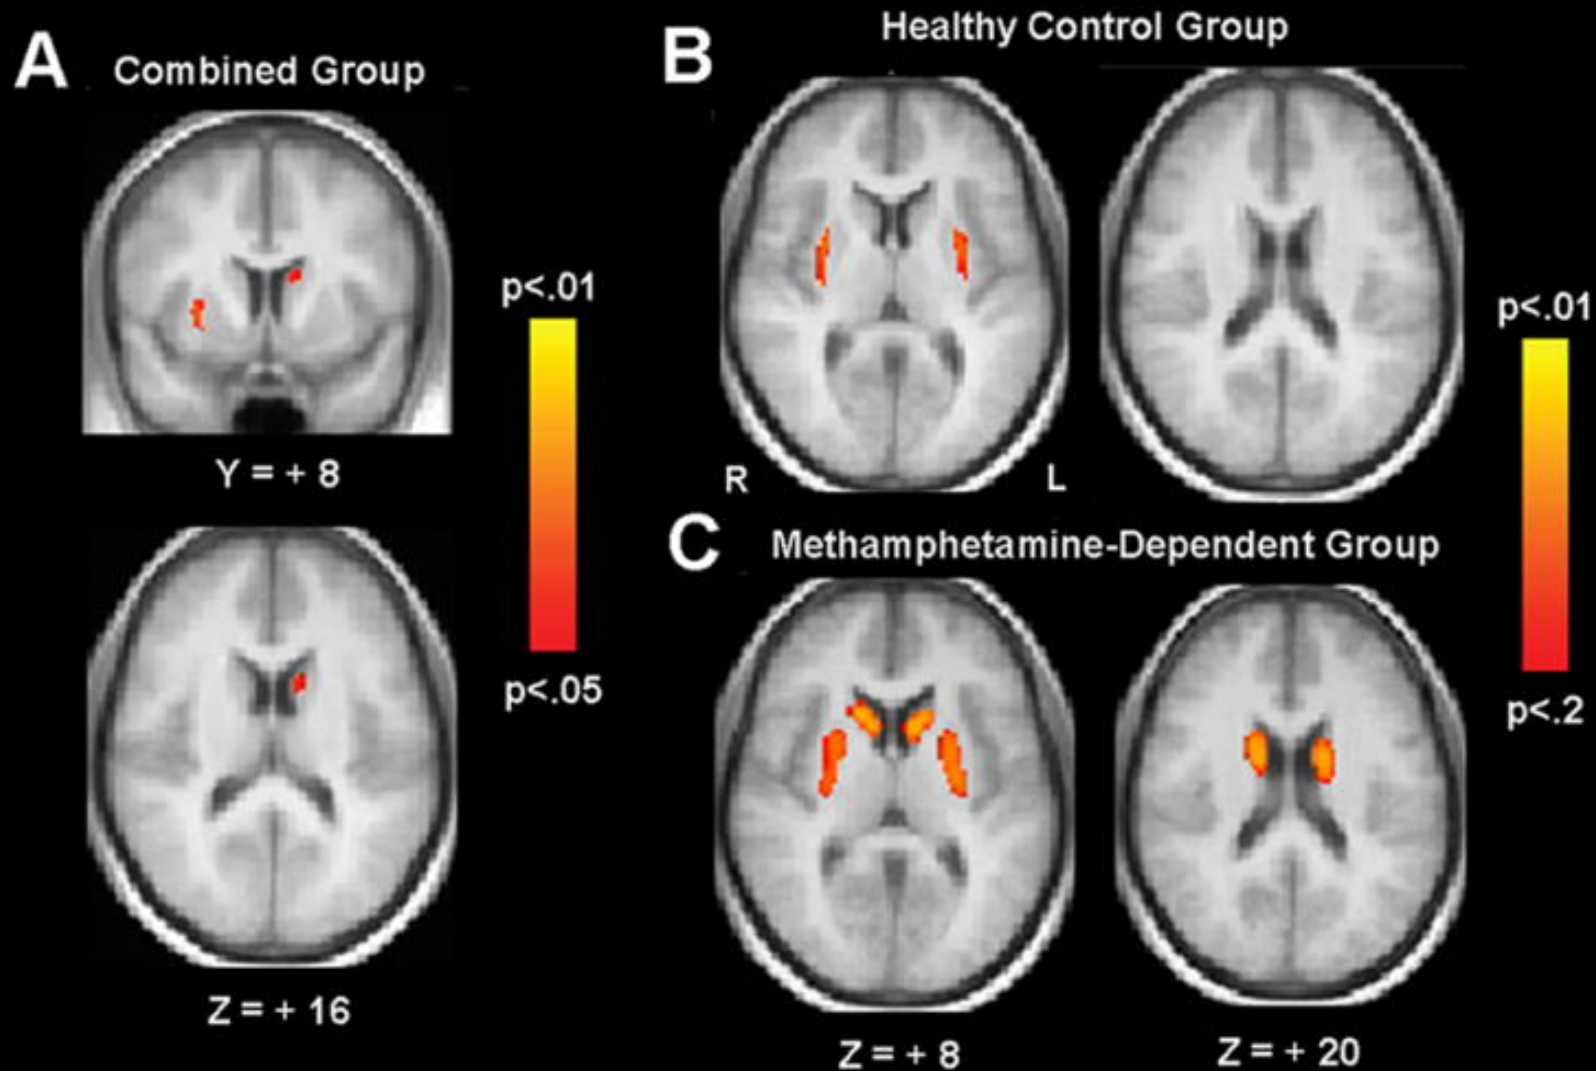 A
Combined Group
Y = + 8
Z = + 16
p<.01
p<.05
B
Healthy Control Group
R
L
C
Methamphetamine-Dependent Group
Z = + 8
Z = + 20
p<.01
p<.2